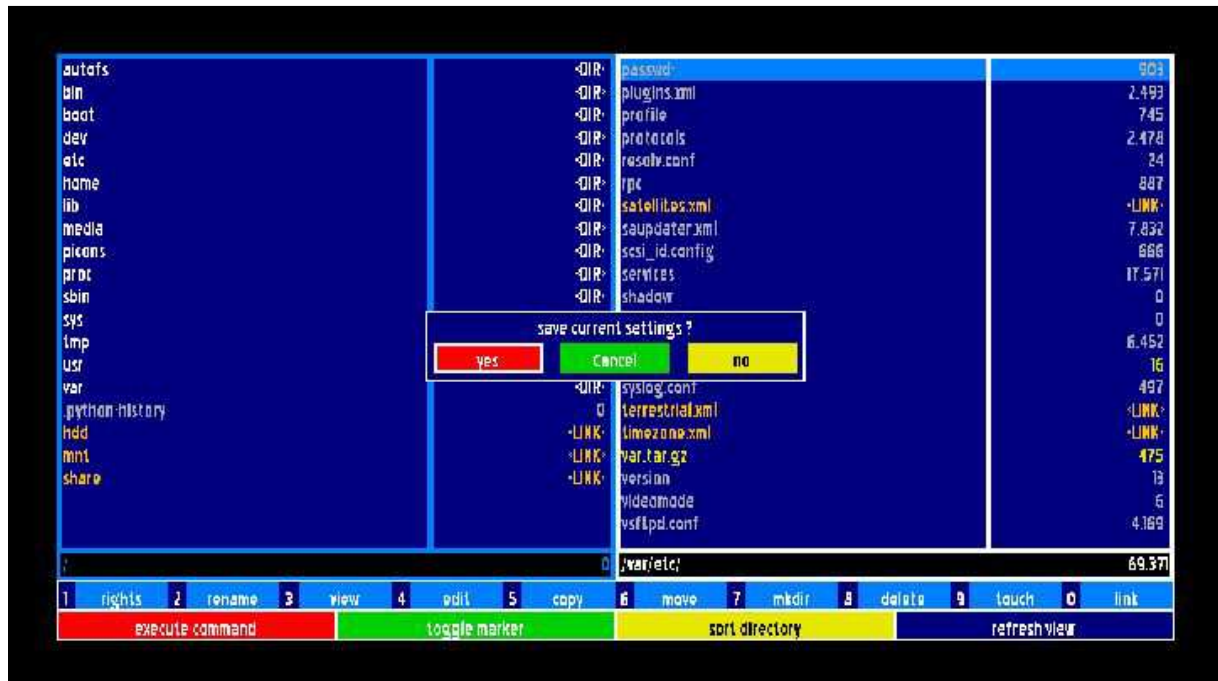 autofs <DIR>
bin <DIR>
boot <DIR>
dev <DIR>
etc <DIR>
home <DIR>
lib <DIR>
media <DIR>
picons <DIR>
proc <DIR>
sbin <DIR>
sys
tmp
usr
var <DIR>
.python-history 0
hdd <LINK>
mnt <LINK>
share <LINK>
/ 0
passwd- 903
plugins.xml 2.493
profile 745
protocols 2.478
resolv.conf 24
rpc 887
satellites.xml <LINK>
saupdater.xml 7.832
scsi_id.config 666
services 17.571
shadow 0
0
6.452
16
syslog.conf 497
terrestrial.xml <LINK>
timezone.xml <LINK>
var.tar.gz 475
version 13
videomode 6
vsftpd.conf 4.169
/var/etc/ 69.371
save current settings ?
yes Cancel no
1 rights 2 rename 3 view 4 edit 5 copy 6 move 7 mkdir 8 delete 9 touch 0 link
execute command toggle marker sort directory refresh view